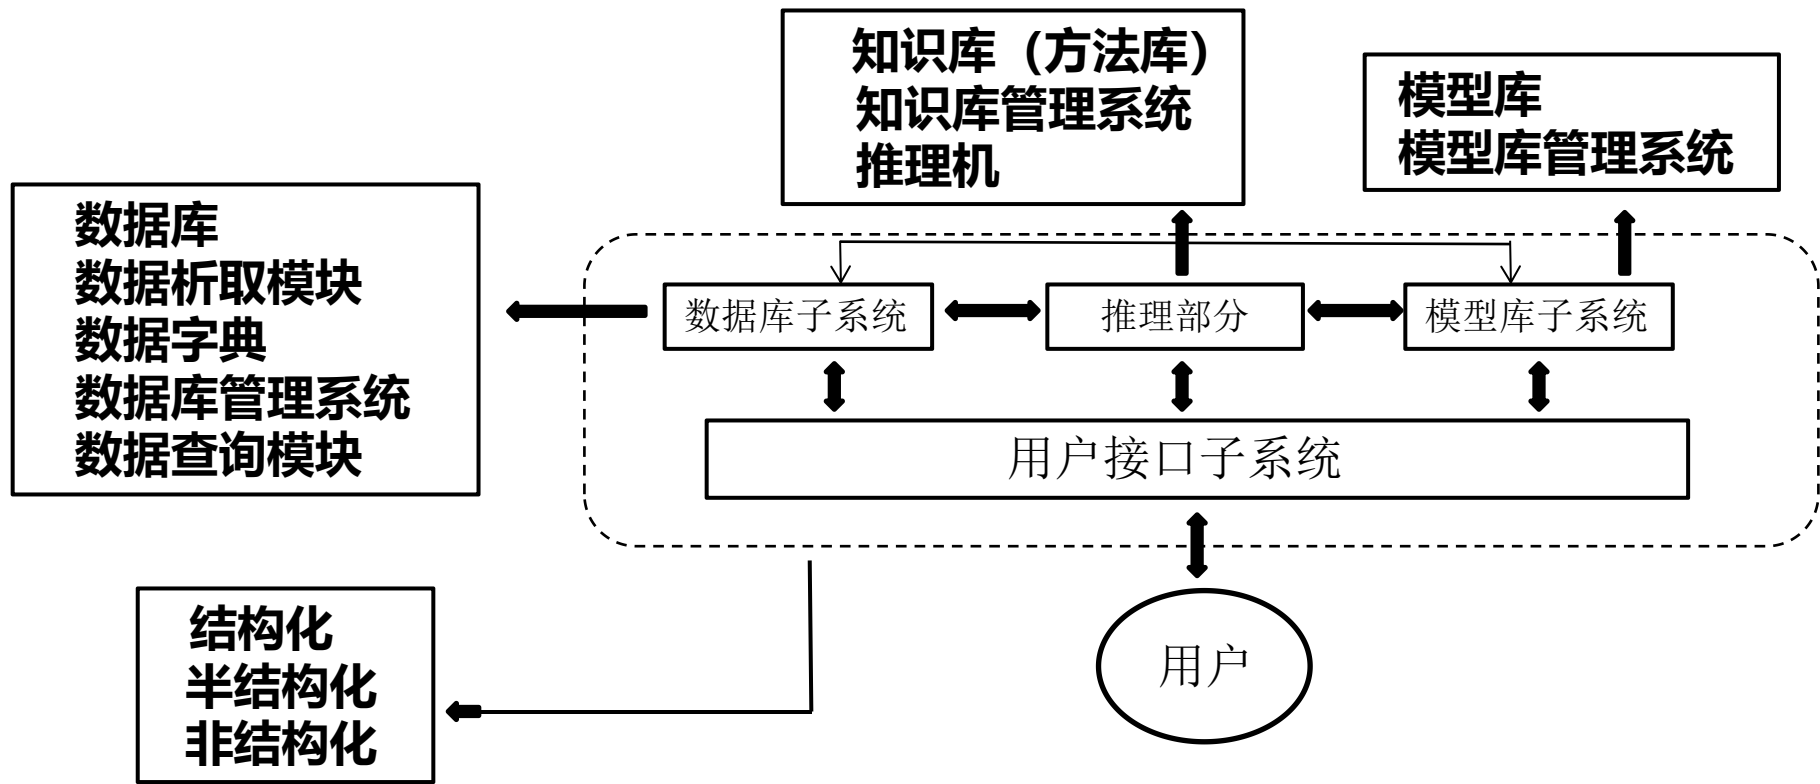 知识库（方法库）
知识库管理系统
推理机
模型库
模型库管理系统
数据库
数据析取模块
数据字典
数据库管理系统
数据查询模块
数据库子系统
推理部分
模型库子系统
用户接口子系统
结构化
半结构化
非结构化
用户